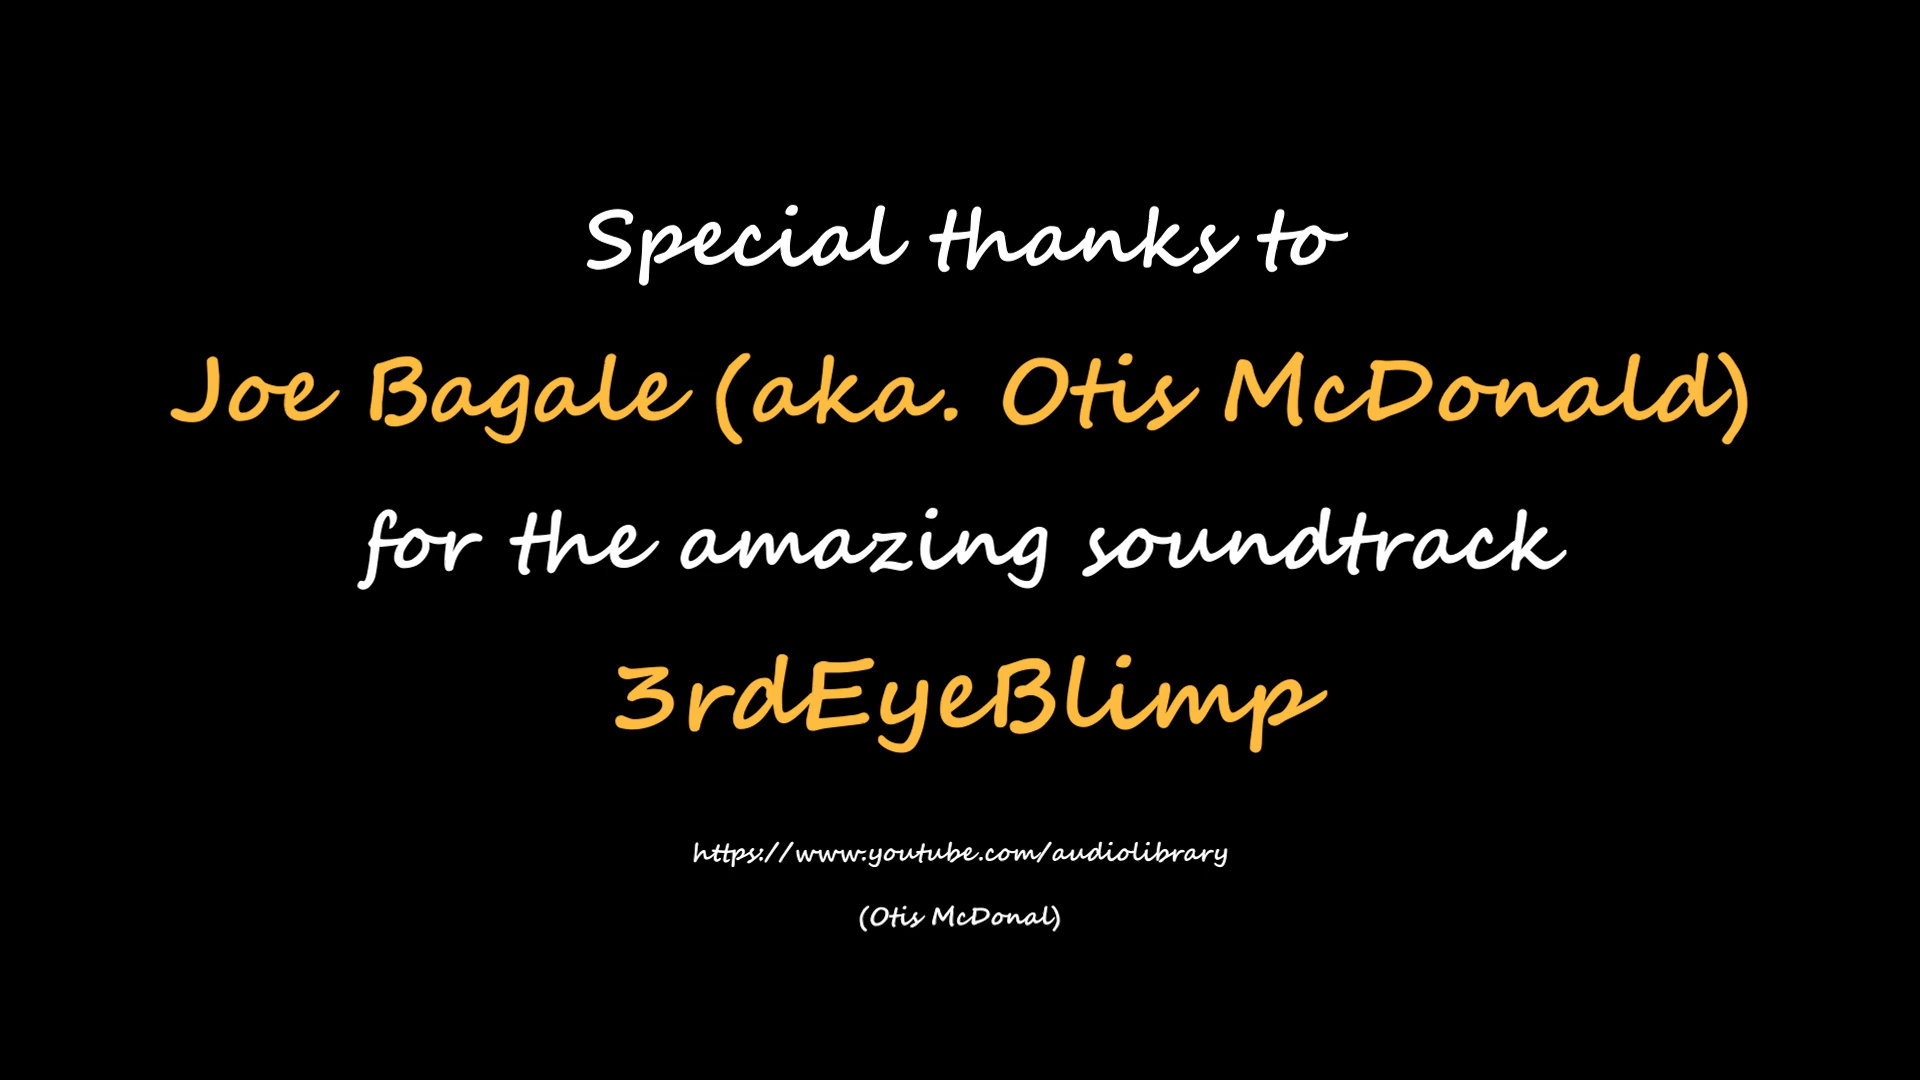 Special thanks to
Joe Bagale (aka. Otis McDonald)
for the amazing soundtrack
3rdEyeBlimp
https://www.youtube.com/audiolibrary
(Otis McDonal)